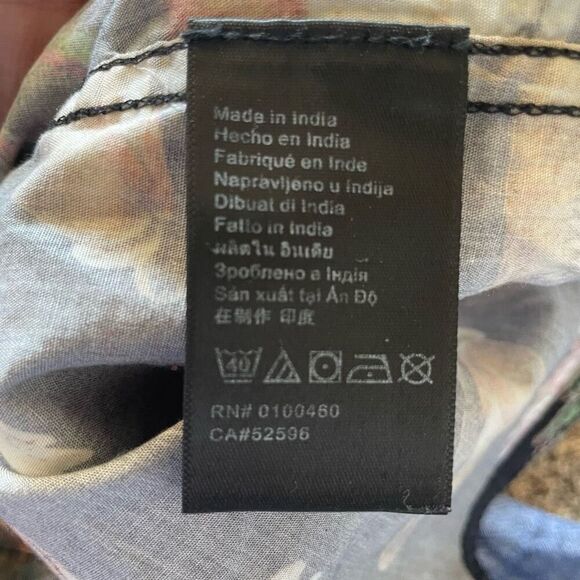 Made in India
Hecho en India
Fabriqué en Inde
Napravljeno u Indija
Dibuat di India
Fatto in India
ผลิตใน อินเดีย
Зроблено в Індія
Sản xuất tại Ấn Độ
在制作 印度
40
RN# 0100460
CA#52596